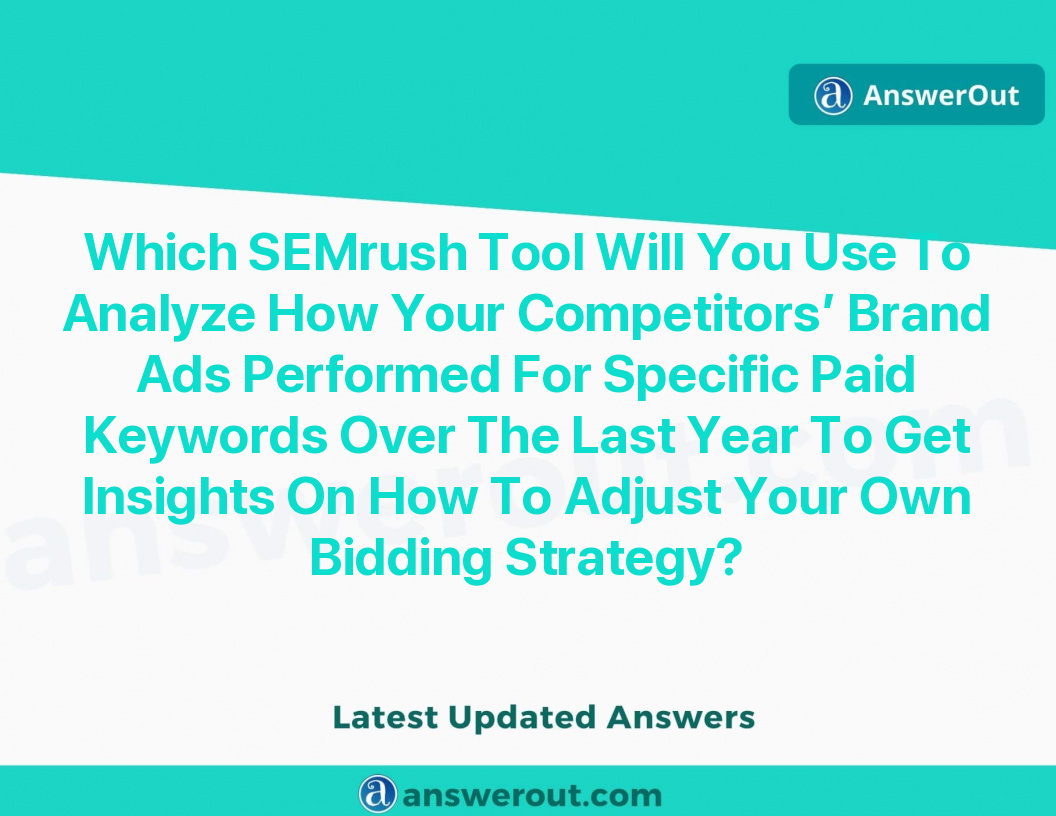 AnswerOut
Which SEMrush Tool Will You Use To
Analyze How Your Competitors’ Brand
Ads Performed For Specific Paid
Keywords Over The Last Year To Get
Insights On How To Adjust Your Own
Bidding Strategy?
answerout.com
Latest Updated Answers
answerout.com